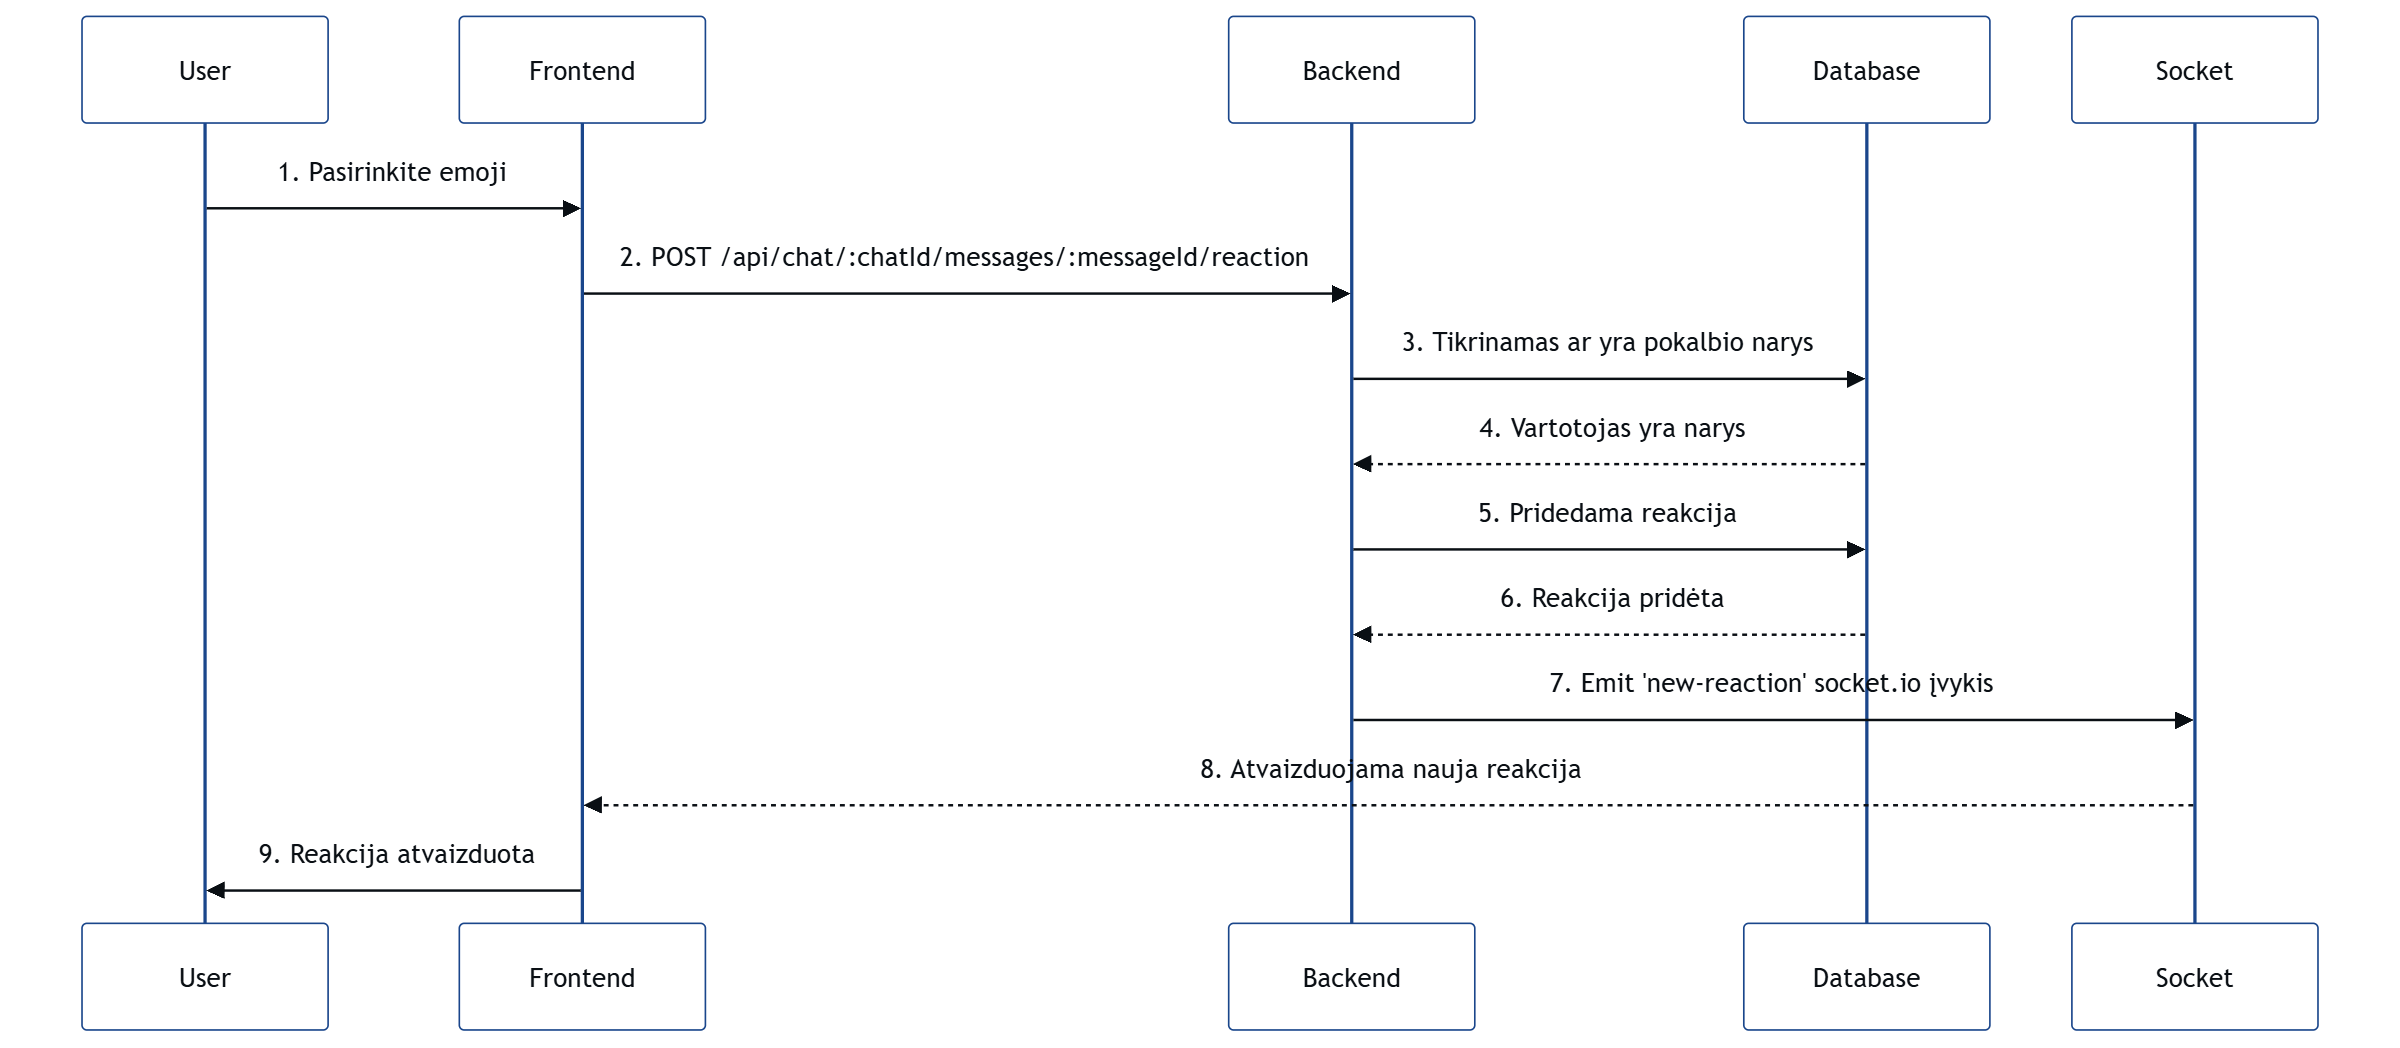 User
Frontend
Backend
Database
Socket
1. Pasirinkite emoji
2. POST /api/chat/:chatId/messages/:messageId/reaction
3. Tikrinamas ar yra pokalbio narys
4. Vartotojas yra narys
5. Pridedama reakcija
6. Reakcija pridėta
7. Emit 'new-reaction' socket.io įvykis
8. Atvaizduojama nauja reakcija
9. Reakcija atvaizduota
User
Frontend
Backend
Database
Socket